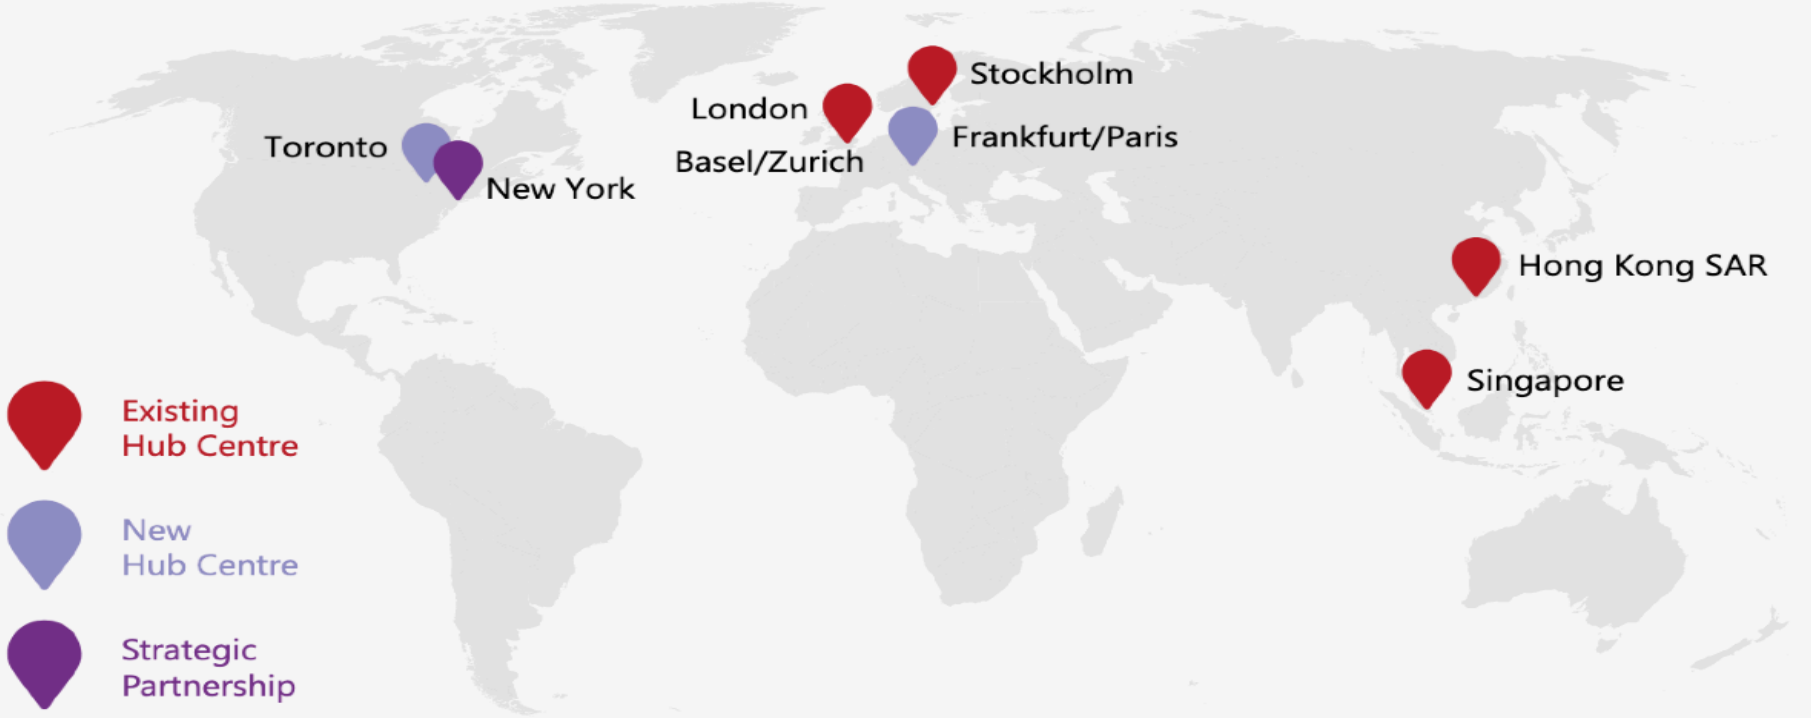 Stockholm
London
Toronto
Frankfurt/Paris
Basel/Zurich
New York
Hong Kong SAR
Singapore
Existing
Hub Centre
New
Hub Centre
Strategic
Partnership